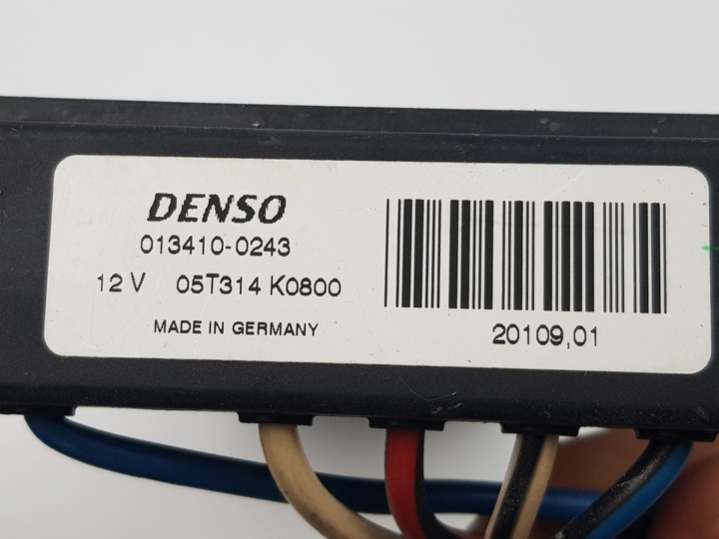 DENSO
013410-0243
12 V 05T314 K0800
MADE IN GERMANY
20109,01